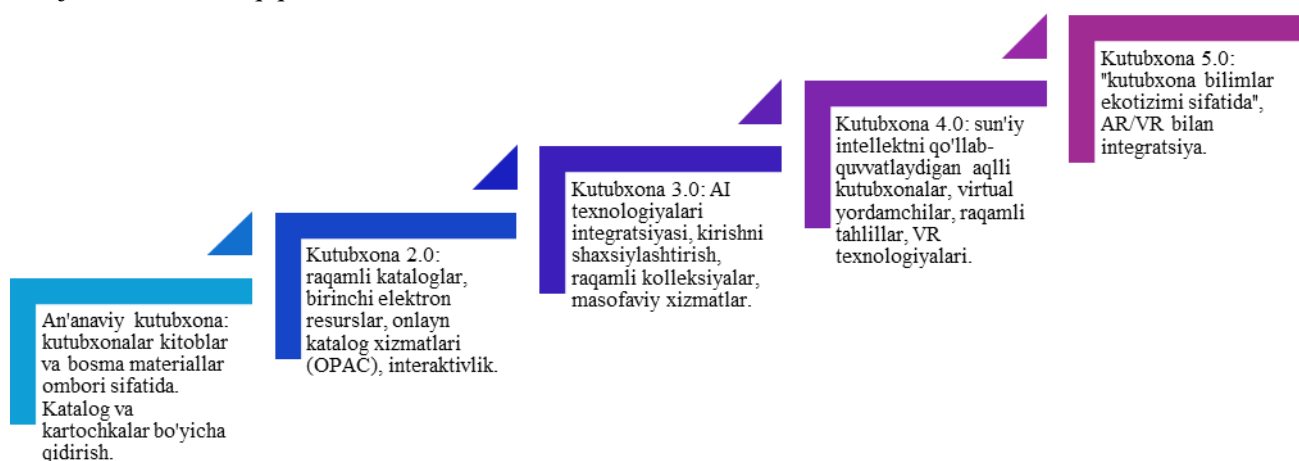 An'anaviy kutubxona:
kutubxonalar kitoblar
va bosma materiallar
ombori sifatida.
Katalog va
kartochkalar bo'yicha
qidirish.
Kutubxona 2.0:
raqamli kataloglar,
birinchi elektron
resurslar, onlayn
katalog xizmatlari
(OPAC), interaktivlik.
Kutubxona 3.0: AI
texnologiyalari
integratsiyasi, kirishni
shaxsiylashtirish,
raqamli kolleksiyalar,
masofaviy xizmatlar.
Kutubxona 4.0: sun'iy
intellektni qo'llab-
quvvatlaydigan aqlli
kutubxonalar, virtual
yordamchilar, raqamli
tahlillar, VR
texnologiyalari.
Kutubxona 5.0:
"kutubxona bilimlar
ekotizimi sifatida",
AR/VR bilan
integratsiya.